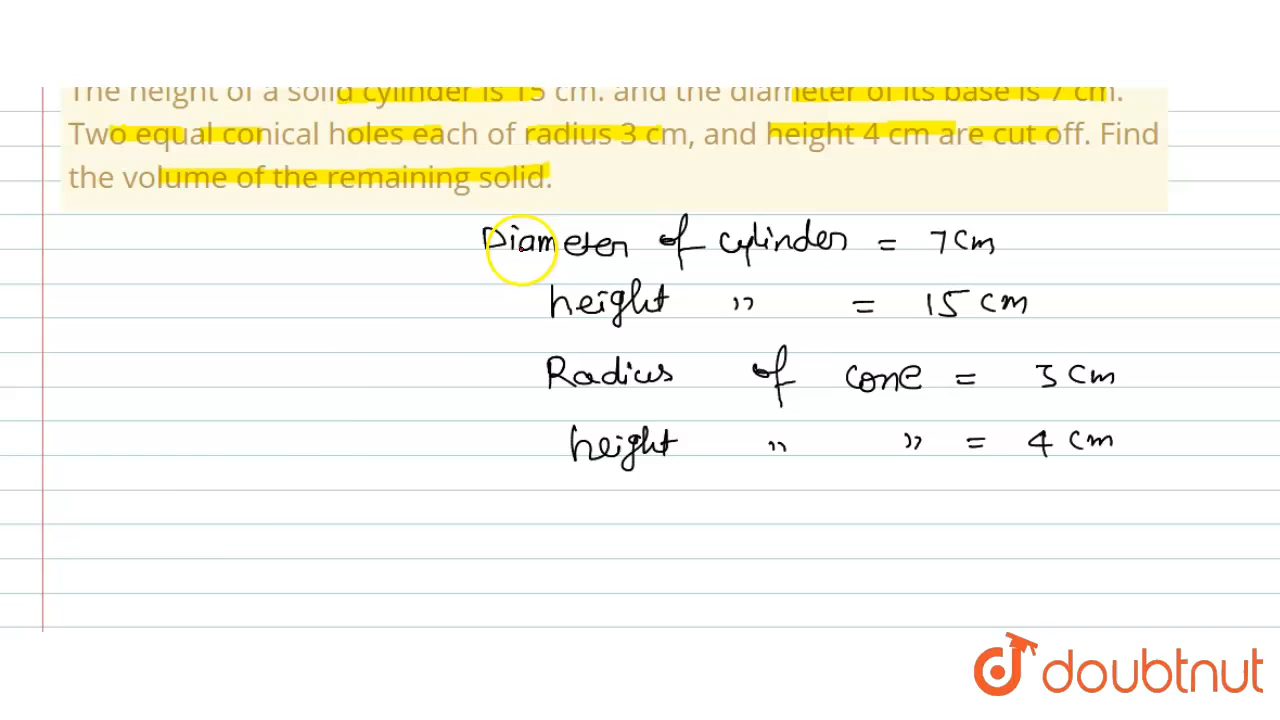 The height of a solid cylinder is 15 cm. and the diameter of its base is 7 cm.
Two equal conical holes each of radius 3 cm, and height 4 cm are cut off. Find
the volume of the remaining solid.
Diameter of cylinder = 7 cm
height " = 15 cm
Radius of cone = 3 cm
height " " = 4 cm
doubtnut